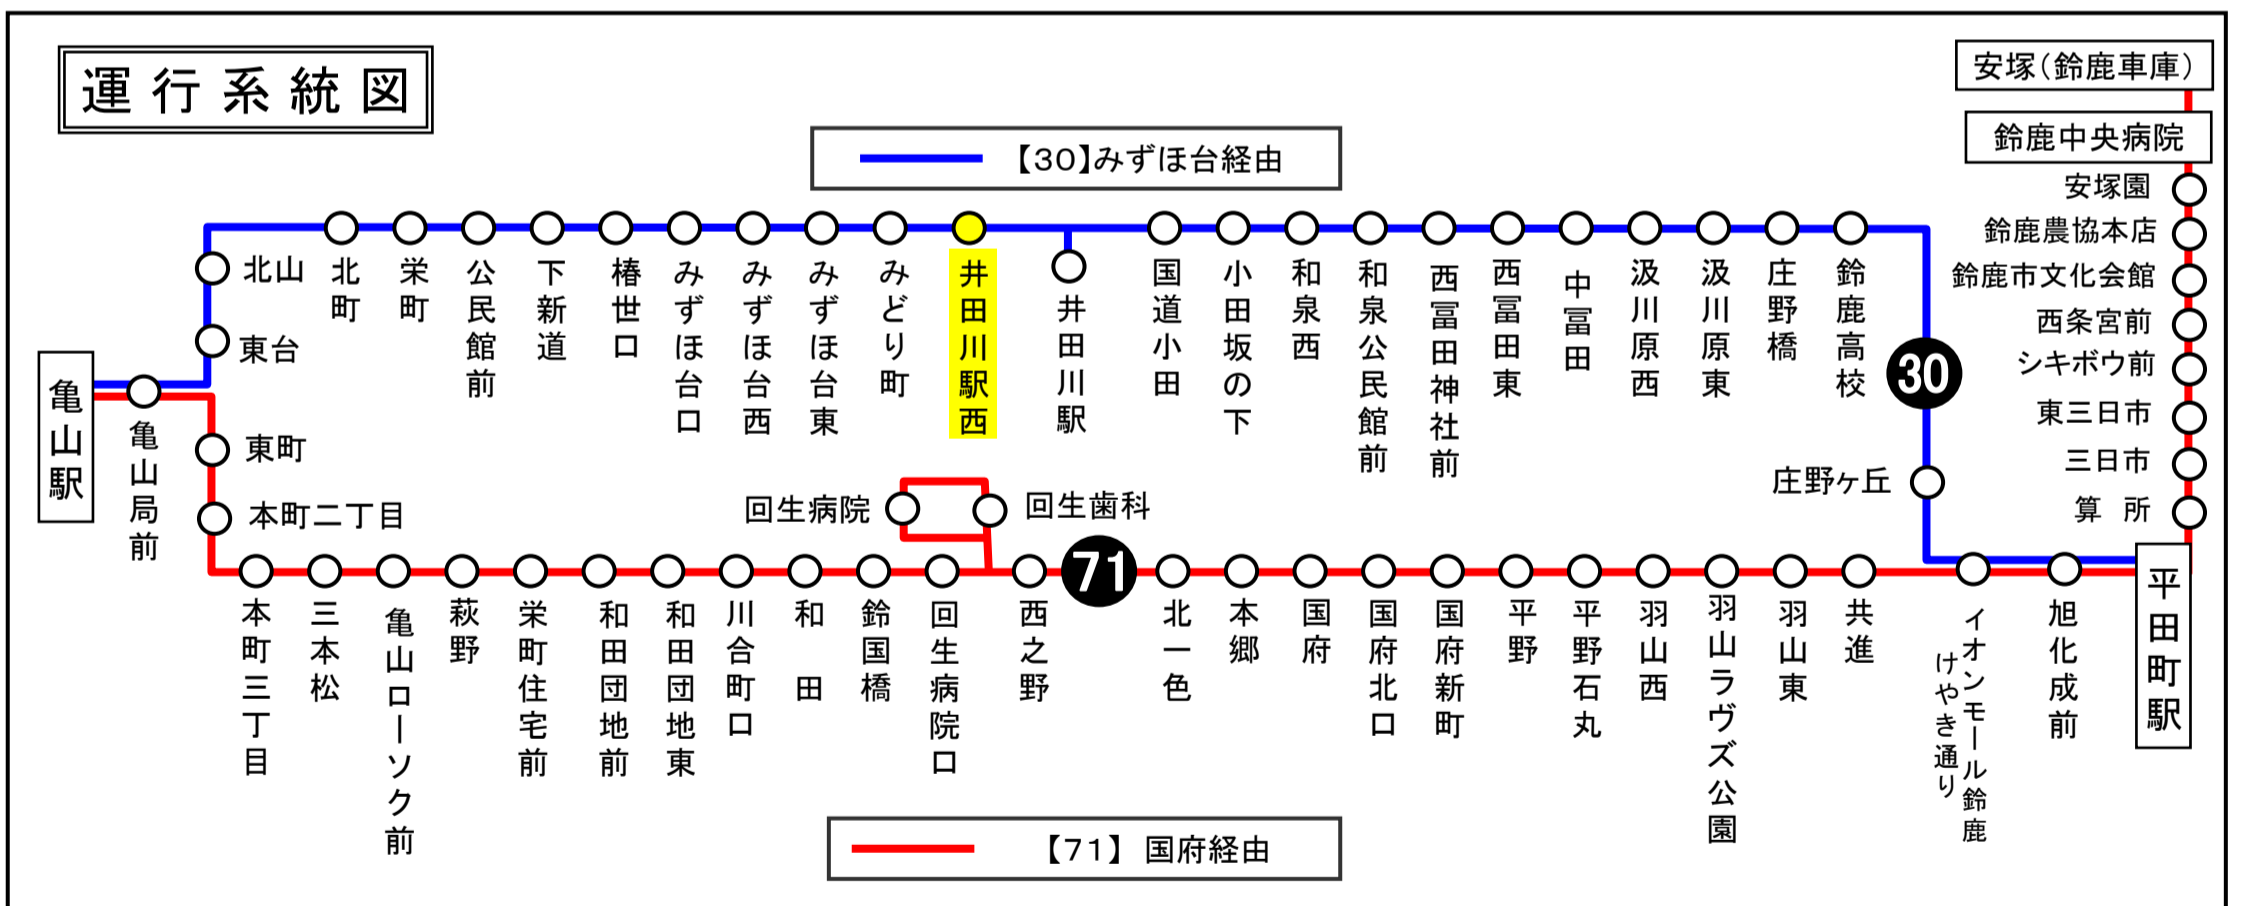 運行系統図
安塚(鈴鹿車庫)
鈴鹿中央病院
【30】みずほ台経由
安塚園
鈴鹿農協本店
鈴鹿市文化会館
西条宮前
シキボウ前
東三日市
三日市
算所
北山
東台
北町
栄町
公民館前
下新道
椿世口
みずほ台口
みずほ台西
みずほ台東
みどり町
井田川駅西
井田川駅
国道小田
小田坂の下
和泉西
和泉公民館前
西冨田神社前
西冨田東
中冨田
汲川原西
汲川原東
庄野橋
鈴鹿高校
30
庄野ヶ丘
亀山駅
亀山局前
東町
本町二丁目
回生病院
回生歯科
71
本町三丁目
三本松
亀山ローソク前
萩野
栄町住宅前
和田団地前
和田団地東
川合町口
和田
鈴国橋
回生病院口
西之野
北一色
本郷
国府
国府北口
国府新町
平野
平野石丸
羽山西
羽山ラヴズ公園
羽山東
共進
イオンモール鈴鹿
けやき通り
旭化成前
平田町駅
【71】 国府経由